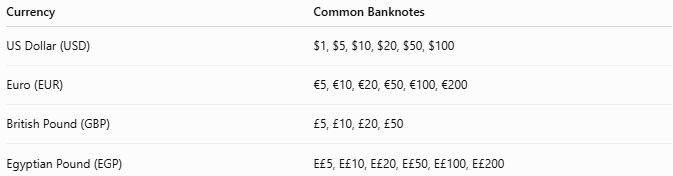 Currency Common Banknotes
US Dollar (USD) $1, $5, $10, $20, $50, $100
Euro (EUR) €5, €10, €20, €50, €100, €200
British Pound (GBP) £5, £10, £20, £50
Egyptian Pound (EGP) E£5, E£10, E£20, E£50, E£100, E£200